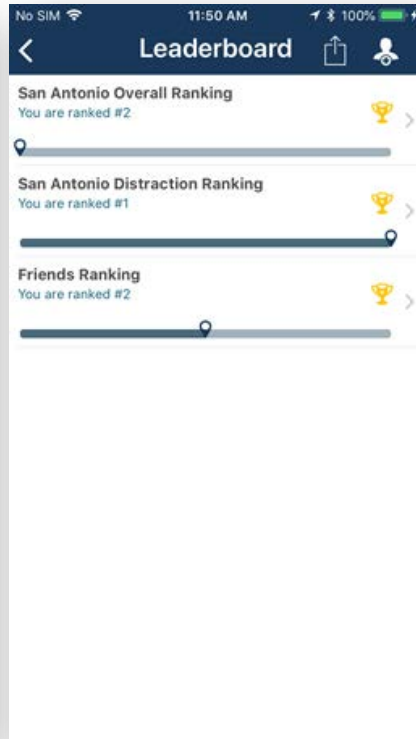 No SIM 11:50 AM 100%
Leaderboard
San Antonio Overall Ranking
You are ranked #2
San Antonio Distraction Ranking
You are ranked #1
Friends Ranking
You are ranked #2